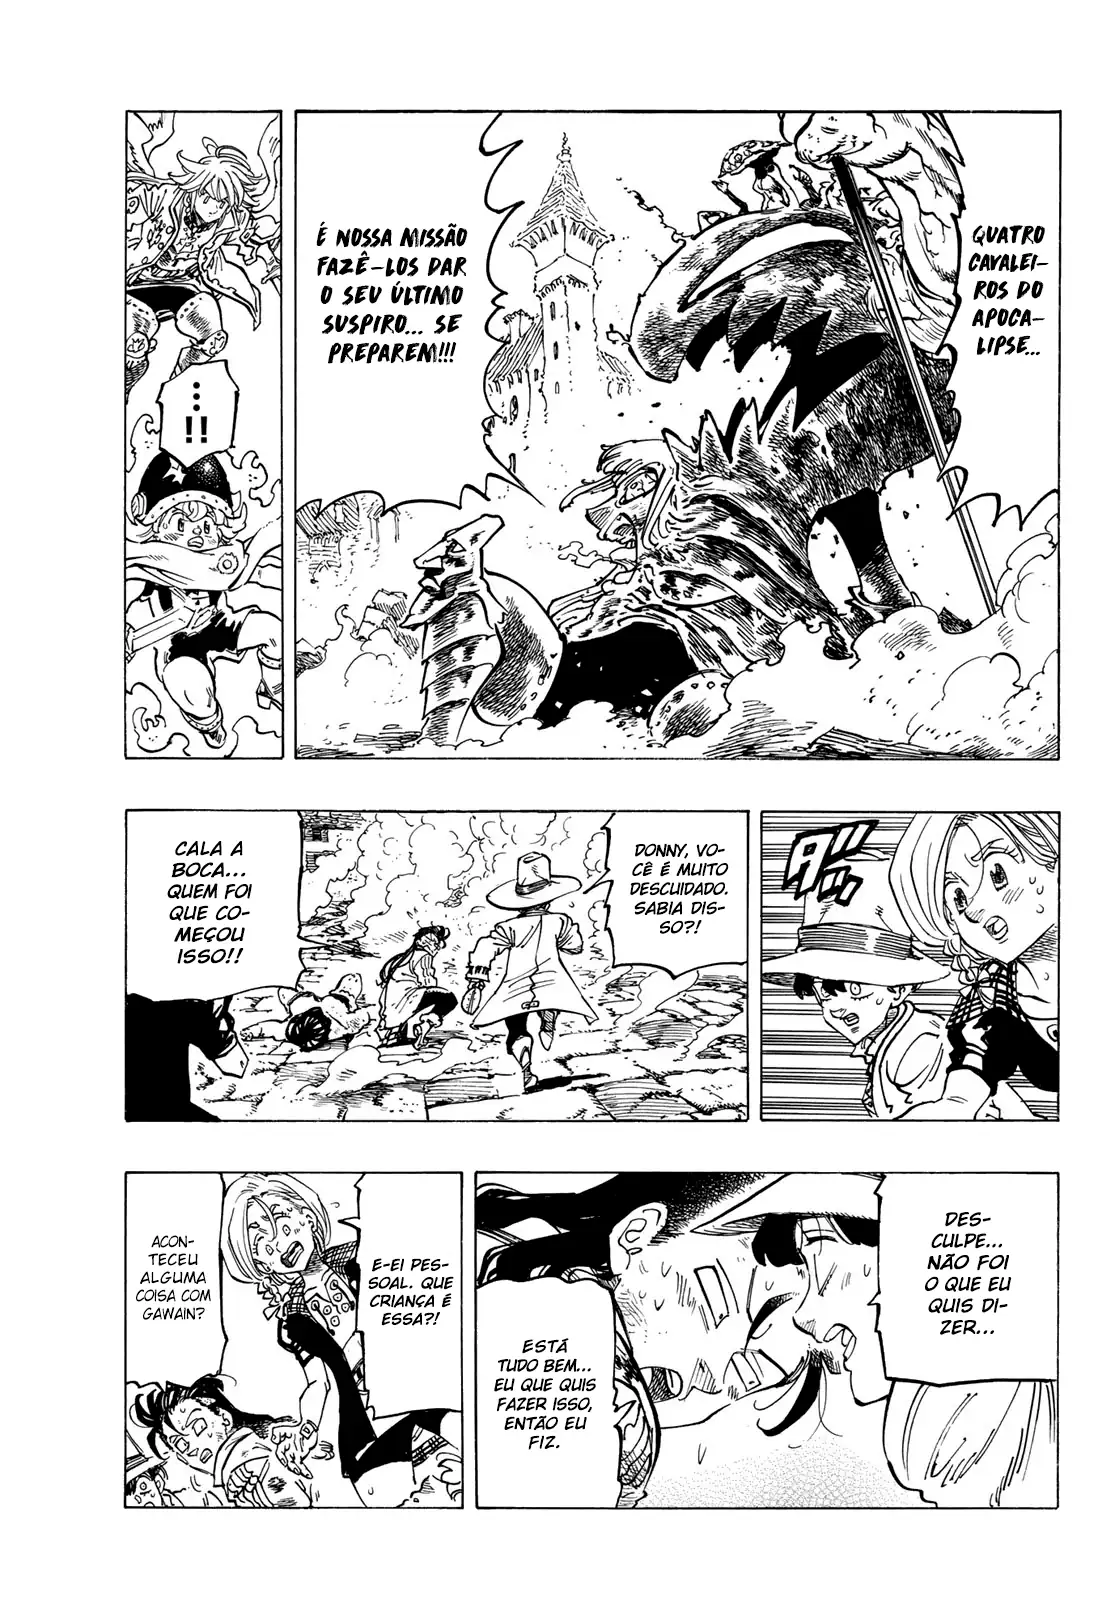 QUATRO
CAVALEI-
ROS DO
APOCA-
LIPSE...
É NOSSA MISSÃO
FAZÊ-LOS DAR
O SEU ÚLTIMO
SUSPIRO... SE
PREPAREM!!!
...
!!
ダッ
DONNY, VO-
CÊ É MUITO
DESCUIDADO.
SABIA DIS-
SO?!
CALA A
BOCA...
QUEM FOI
QUE CO-
MEÇOU
ISSO!!
DES-
CULPE...
NÃO FOI
O QUE EU
QUIS DI-
ZER...
ESTÁ
TUDO BEM...
EU QUE QUIS
FAZER ISSO,
ENTÃO EU
FIZ.
E-EI PES-
SOAL. QUE
CRIANÇA É
ESSA?!
ACON-
TECEU
ALGUMA
COISA COM
GAWAIN?